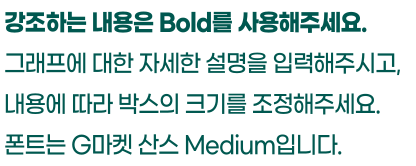 강조하는 내용은 Bold를 사용해주세요.
그래프에 대한 자세한 설명을 입력해주시고,
내용에 따라 박스의 크기를 조정해주세요.
폰트는 G마켓 산스 Medium입니다.